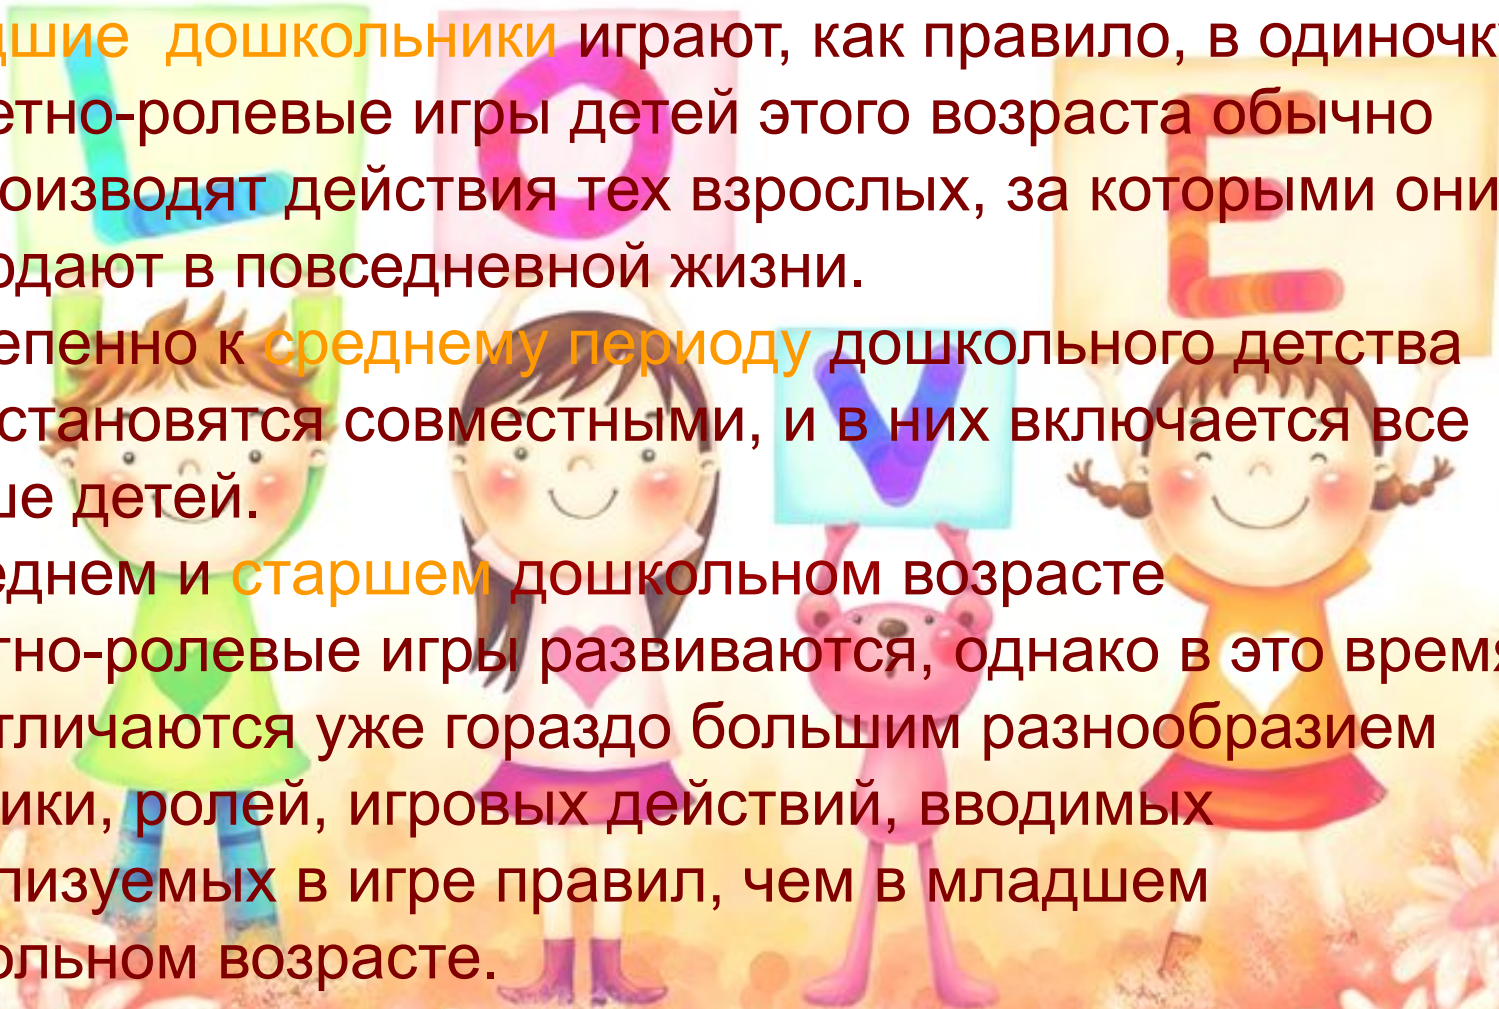 дшие дошкольники играют, как правило, в одиночку
етно-ролевые игры детей этого возраста обычно
оизводят действия тех взрослых, за которыми они
юдают в повседневной жизни.
епенно к среднему периоду дошкольного детства
становятся совместными, и в них включается все
ше детей.
еднем и старшем дошкольном возрасте
тно-ролевые игры развиваются, однако в это время
тличаются уже гораздо большим разнообразием
ики, ролей, игровых действий, вводимых
лизуемых в игре правил, чем в младшем
ольном возрасте.
L O V E